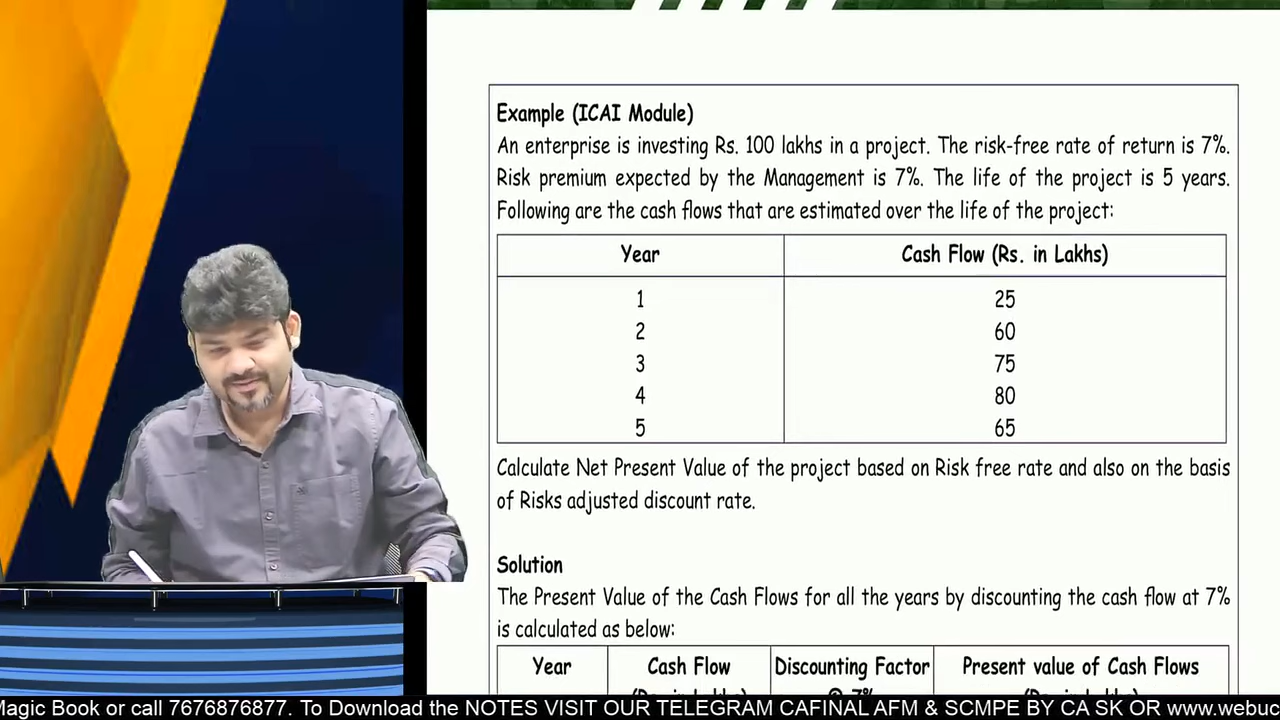 Example (ICAI Module)
An enterprise is investing Rs. 100 lakhs in a project. The risk-free rate of return is 7%.
Risk premium expected by the Management is 7%. The life of the project is 5 years.
Following are the cash flows that are estimated over the life of the project:
Year Cash Flow (Rs. in Lakhs)
1 25
2 60
3 75
4 80
5 65
Calculate Net Present Value of the project based on Risk free rate and also on the basis
of Risks adjusted discount rate.
Solution
The Present Value of the Cash Flows for all the years by discounting the cash flow at 7%
is calculated as below:
Year Cash Flow Discounting Factor Present value of Cash Flows
Magic Book or call 7676876877. To Download the NOTES VISIT OUR TELEGRAM CAFINAL AFM & SCMPE BY CA SK OR www.webuc